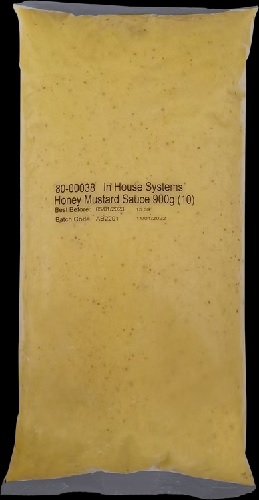 80-00038 In House Systems
Honey Mustard Sauce 900g (10)
Best Before:
Batch Code: